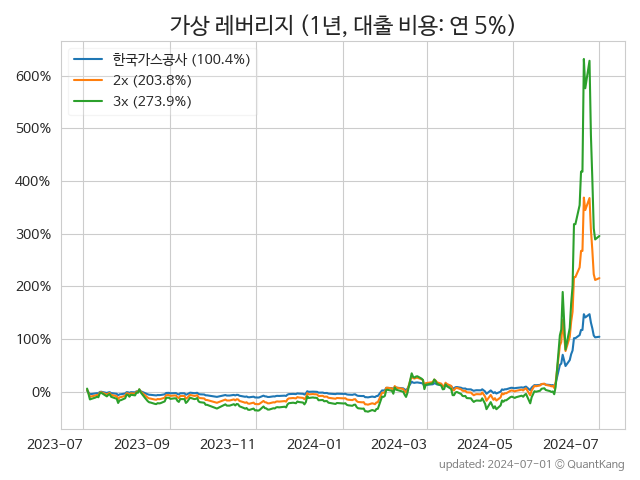 가상 레버리지 (1년, 대출 비용: 연 5%)
한국가스공사 (100.4%)
2x (203.8%)
3x (273.9%)
600%
500%
400%
300%
200%
100%
0%
2023-07 2023-09 2023-11 2024-01 2024-03 2024-05 2024-07
updated: 2024-07-01 © QuantKang